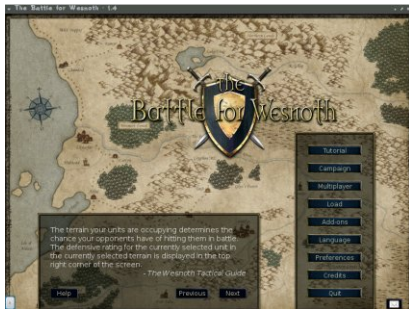 The Battle for Wesnoth - 1.4
the
Battle for Wesnoth
Tutorial
Campaign
Multiplayer
Load
Add-ons
Language
Preferences
Credits
Quit
The terrain your units are occupying determines the
chance your opponents have of hitting them in battle.
The defensive rating for the currently selected unit in
the currently selected terrain is displayed in the top
right corner of the screen.
- The Wesnoth Tactical Guide
Help
Previous
Next